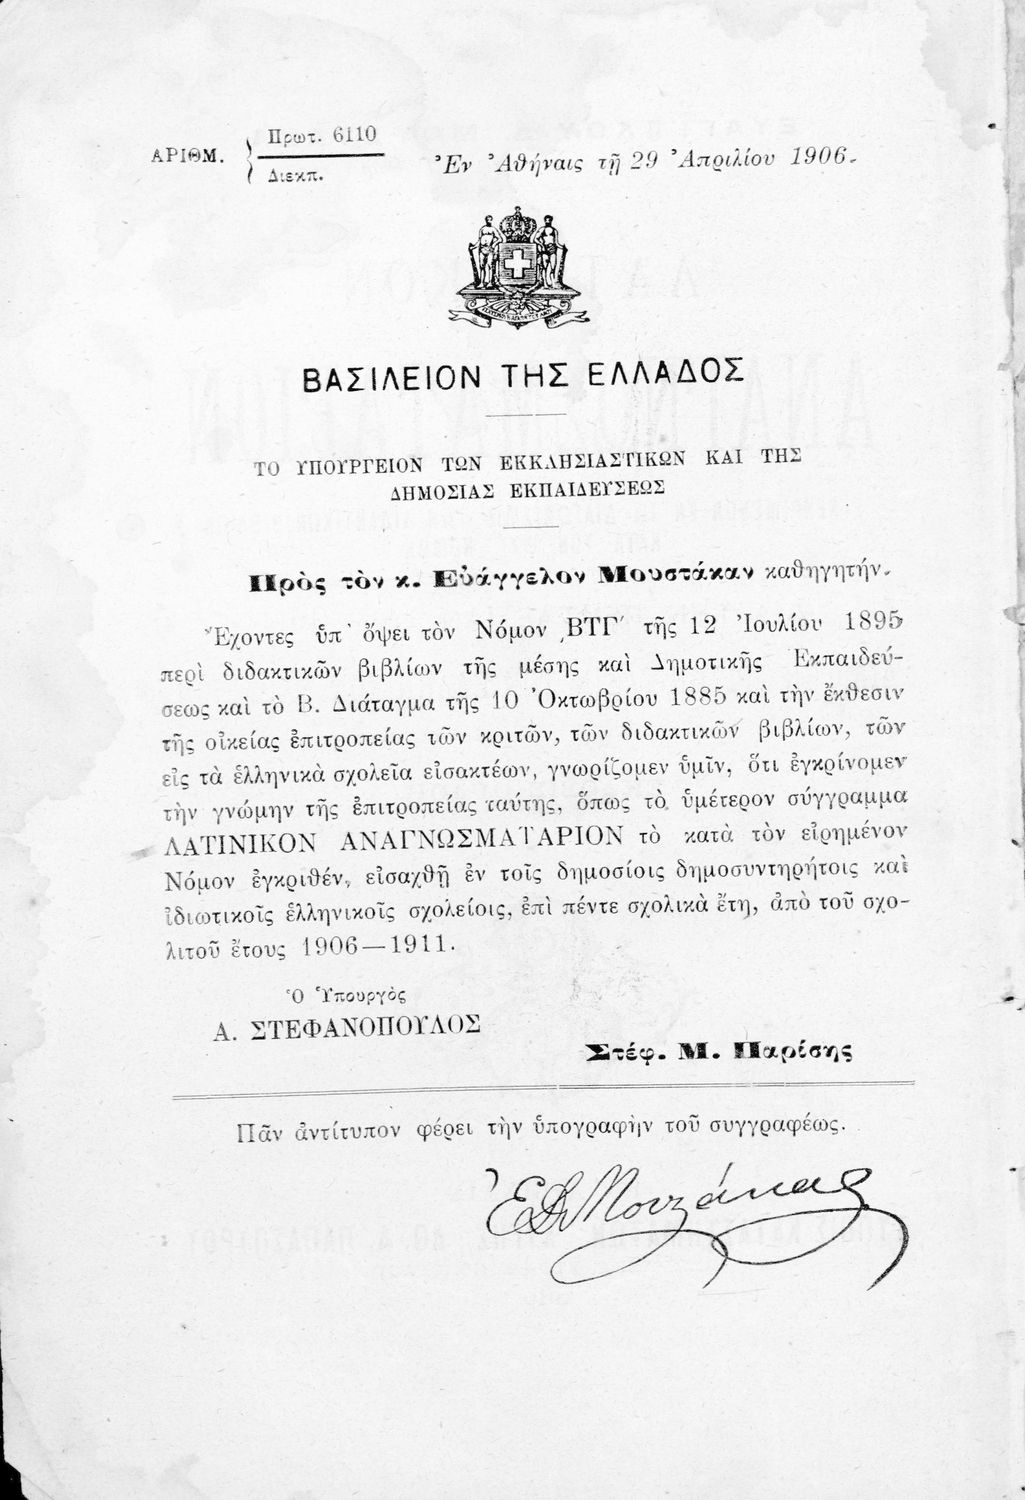 ΑΡΙΘΜ. { Πρωτ. 6110
Διεκπ.
Ἐν Ἀθήναις τῇ 29 Ἀπριλίου 1906.
ΒΑΣΙΛΕΙΟΝ ΤΗΣ ΕΛΛΑΔΟΣ
ΤΟ ΥΠΟΥΡΓΕΙΟΝ ΤΩΝ ΕΚΚΛΗΣΙΑΣΤΙΚΩΝ ΚΑΙ ΤΗΣ
ΔΗΜΟΣΙΑΣ ΕΚΠΑΙΔΕΥΣΕΩΣ
Πρὸς τὸν κ. Εὐάγγελον Μουστάκαν καθηγητήν.
Ἔχοντες ὑπ' ὄψει τὸν Νόμον ͵ΒΤΓ' τῆς 12 Ἰουλίου 1895
περὶ διδακτικῶν βιβλίων τῆς μέσης καὶ Δημοτικῆς Ἐκπαιδεύ-
σεως καὶ τὸ Β. Διάταγμα τῆς 10 Ὀκτωβρίου 1885 καὶ τὴν ἔκθεσιν
τῆς οἰκείας ἐπιτροπείας τῶν κριτῶν, τῶν διδακτικῶν βιβλίων, τῶν
εἰς τὰ ἑλληνικὰ σχολεῖα εἰσακτέων, γνωρίζομεν ὑμῖν, ὅτι ἐγκρίνομεν
τὴν γνώμην τῆς ἐπιτροπείας ταύτης, ὅπως τὸ ὑμέτερον σύγγραμμα
ΛΑΤΙΝΙΚΟΝ ΑΝΑΓΝΩΣΜΑΤΑΡΙΟΝ τὸ κατὰ τὸν εἰρημένον
Νόμον ἐγκριθέν, εἰσαχθῇ ἐν τοῖς δημοσίοις δημοσυντηρήτοις καὶ
ἰδιωτικοῖς ἑλληνικοῖς σχολείοις, ἐπὶ πέντε σχολικὰ ἔτη, ἀπὸ τοῦ σχο-
λιτοῦ ἔτους 1906—1911.
Ὁ Ὑπουργὸς
Α. ΣΤΕΦΑΝΟΠΟΥΛΟΣ
Στέφ. Μ. Παρίσης
Πᾶν ἀντίτυπον φέρει τὴν ὑπογραφὴν τοῦ συγγραφέως.